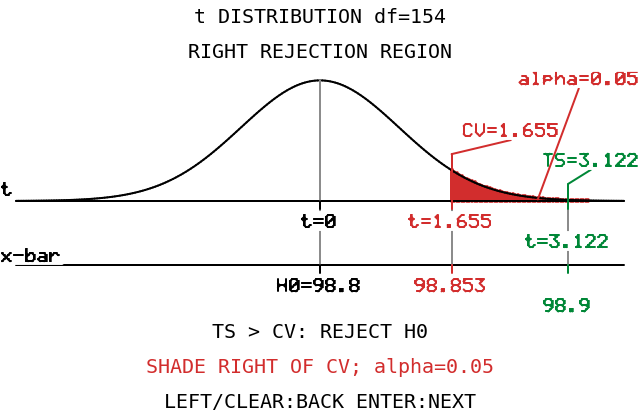 t DISTRIBUTION df=154
RIGHT REJECTION REGION
alpha=0.05
CV=1.655
TS=3.122
t
t=0
t=1.655
t=3.122
x-bar
H0=98.8
98.853
98.9
TS > CV: REJECT H0
SHADE RIGHT OF CV; alpha=0.05
LEFT/CLEAR:BACK ENTER:NEXT